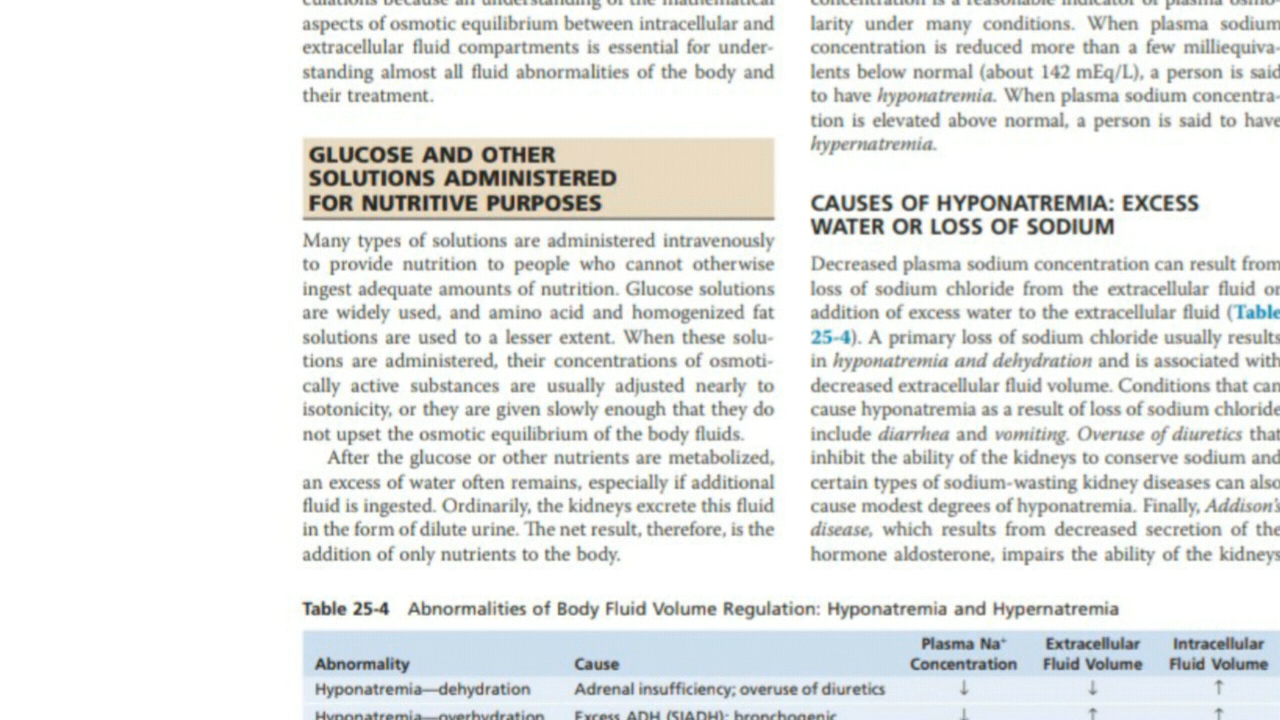 aspects of osmotic equilibrium between intracellular and
extracellular fluid compartments is essential for under-
standing almost all fluid abnormalities of the body and
their treatment.
GLUCOSE AND OTHER
SOLUTIONS ADMINISTERED
FOR NUTRITIVE PURPOSES
Many types of solutions are administered intravenously
to provide nutrition to people who cannot otherwise
ingest adequate amounts of nutrition. Glucose solutions
are widely used, and amino acid and homogenized fat
solutions are used to a lesser extent. When these solu-
tions are administered, their concentrations of osmoti-
cally active substances are usually adjusted nearly to
isotonicity, or they are given slowly enough that they do
not upset the osmotic equilibrium of the body fluids.
After the glucose or other nutrients are metabolized,
an excess of water often remains, especially if additional
fluid is ingested. Ordinarily, the kidneys excrete this fluid
in the form of dilute urine. The net result, therefore, is the
addition of only nutrients to the body.
larity under many conditions. When plasma sodium
concentration is reduced more than a few milliequiva-
lents below normal (about 142 mEq/L), a person is said
to have hyponatremia. When plasma sodium concentra-
tion is elevated above normal, a person is said to have
hypernatremia.
CAUSES OF HYPONATREMIA: EXCESS
WATER OR LOSS OF SODIUM
Decreased plasma sodium concentration can result from
loss of sodium chloride from the extracellular fluid or
addition of excess water to the extracellular fluid (Table
25-4). A primary loss of sodium chloride usually results
in hyponatremia and dehydration and is associated with
decreased extracellular fluid volume. Conditions that can
cause hyponatremia as a result of loss of sodium chloride
include diarrhea and vomiting. Overuse of diuretics that
inhibit the ability of the kidneys to conserve sodium and
certain types of sodium-wasting kidney diseases can also
cause modest degrees of hyponatremia. Finally, Addison's
disease, which results from decreased secretion of the
hormone aldosterone, impairs the ability of the kidneys
Table 25-4 Abnormalities of Body Fluid Volume Regulation: Hyponatremia and Hypernatremia
Abnormality Cause Plasma Na⁺ Concentration Extracellular Fluid Volume Intracellular Fluid Volume
Hyponatremia—dehydration Adrenal insufficiency; overuse of diuretics ↓ ↓ ↑
Hyponatremia—overhydration Excess ADH (SIADH); bronchogenic ↓ ↑ ↑